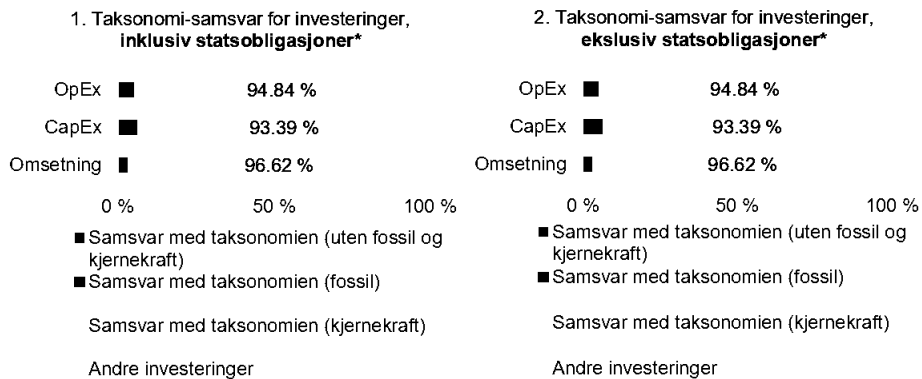 1. Taksonomi-samsvar for investeringer,
inklusiv statsobligasjoner*
OpEx 94.84 %
CapEx 93.39 %
Omsetning 96.62 %
0 % 50 % 100 %
Samsvar med taksonomien (uten fossil og
kjernekraft)
Samsvar med taksonomien (fossil)
Samsvar med taksonomien (kjernekraft)
Andre investeringer
2. Taksonomi-samsvar for investeringer,
ekslusiv statsobligasjoner*
OpEx 94.84 %
CapEx 93.39 %
Omsetning 96.62 %
0 % 50 % 100 %
Samsvar med taksonomien (uten fossil og
kjernekraft)
Samsvar med taksonomien (fossil)
Samsvar med taksonomien (kjernekraft)
Andre investeringer